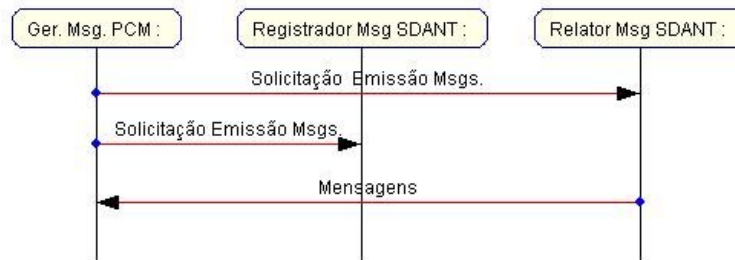 Ger. Msg. PCM :
Registrador Msg SDANT :
Relator Msg SDANT :
Solicitação Emissão Msgs.
Solicitação Emissão Msgs.
Mensagens